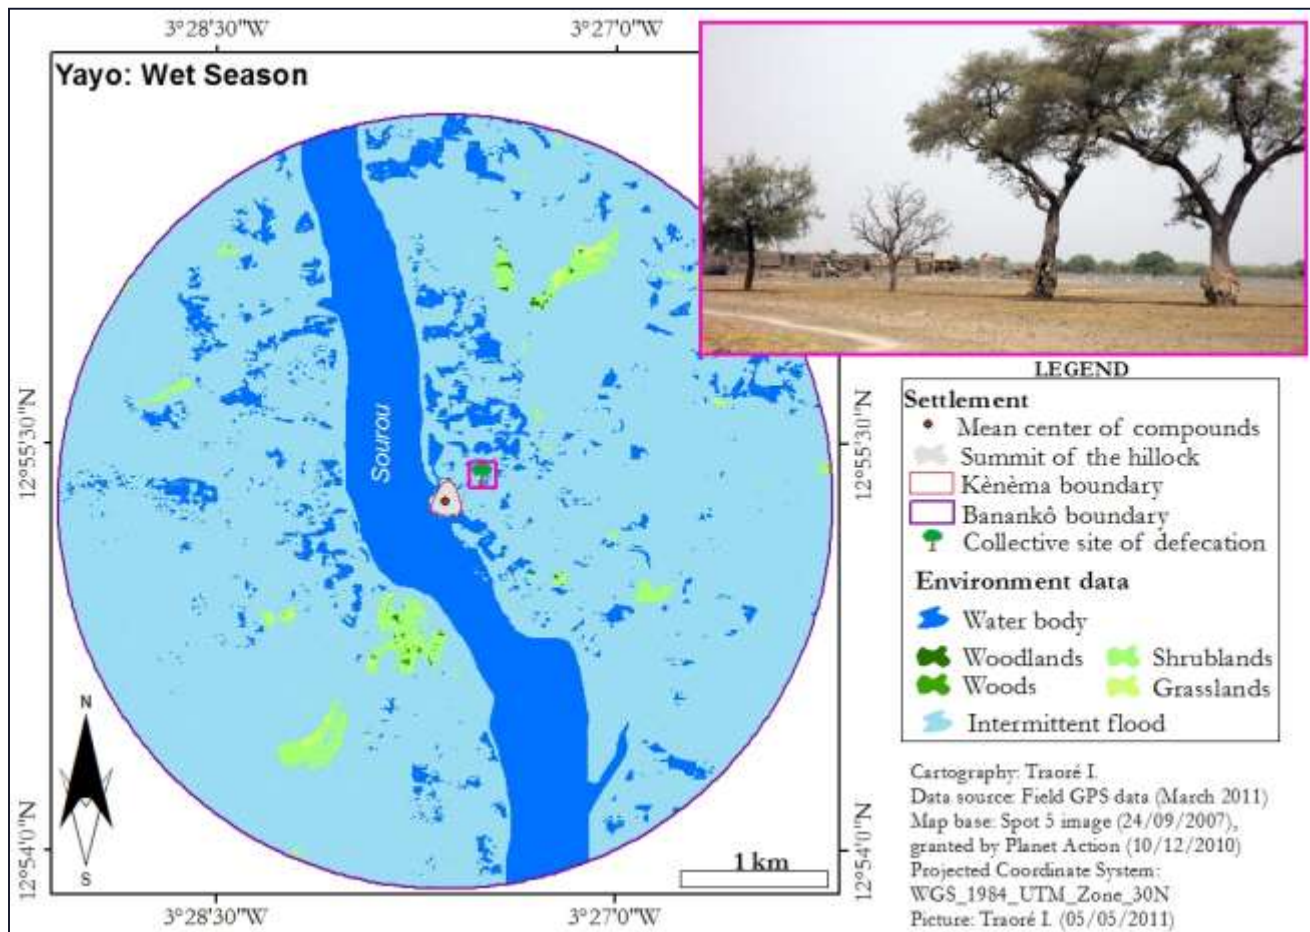 3°28'30"W
3°27'0"W
Yayo: Wet Season
12°55'30"N
12°55'30"N
Sourou
12°54'0"N
12°54'0"N
N
S
1 km
3°28'30"W
3°27'0"W
LEGEND
Settlement
Mean center of compounds
Summit of the hillock
Kènèma boundary
Banankô boundary
Collective site of defecation
Environment data
Water body
Woodlands
Shrublands
Woods
Grasslands
Intermittent flood
Cartography: Traoré I.
Data source: Field GPS data (March 2011)
Map base: Spot 5 image (24/09/2007),
granted by Planet Action (10/12/2010)
Projected Coordinate System:
WGS_1984_UTM_Zone_30N
Picture: Traoré I. (05/05/2011)